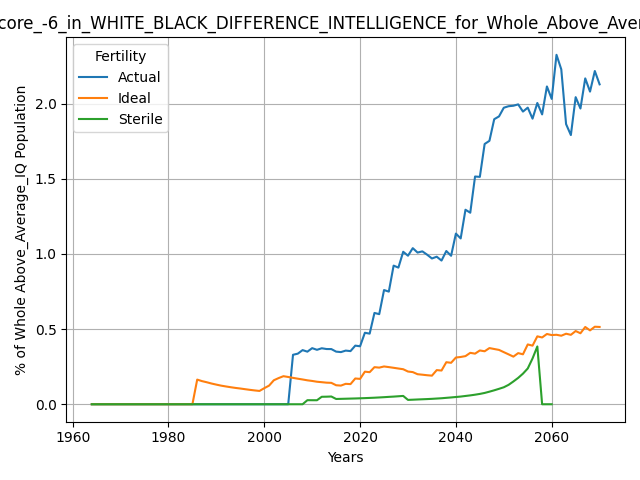 core_-6_in_WHITE_BLACK_DIFFERENCE_INTELLIGENCE_for_Whole_Above_Aver
Fertility
Actual
Ideal
Sterile
% of Whole Above_Average_IQ Population
2.0
1.5
1.0
0.5
0.0
1960 1980 2000 2020 2040 2060
Years